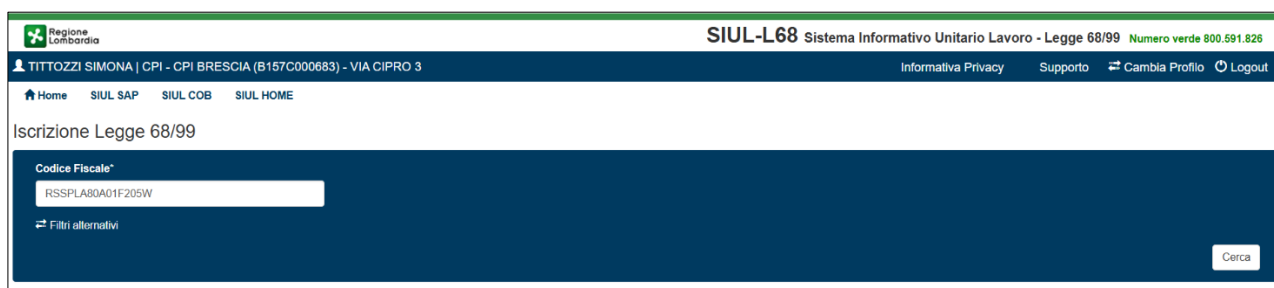 Regione
Lombardia
SIUL-L68 Sistema Informativo Unitario Lavoro - Legge 68/99 Numero verde 800.591.826
TITTOZZI SIMONA | CPI - CPI BRESCIA (B157C000683) - VIA CIPRO 3 Informativa Privacy Supporto Cambia Profilo Logout
Home SIUL SAP SIUL COB SIUL HOME
Iscrizione Legge 68/99
Codice Fiscale*
RSSPLA80A01F205W
Filtri alternativi
Cerca